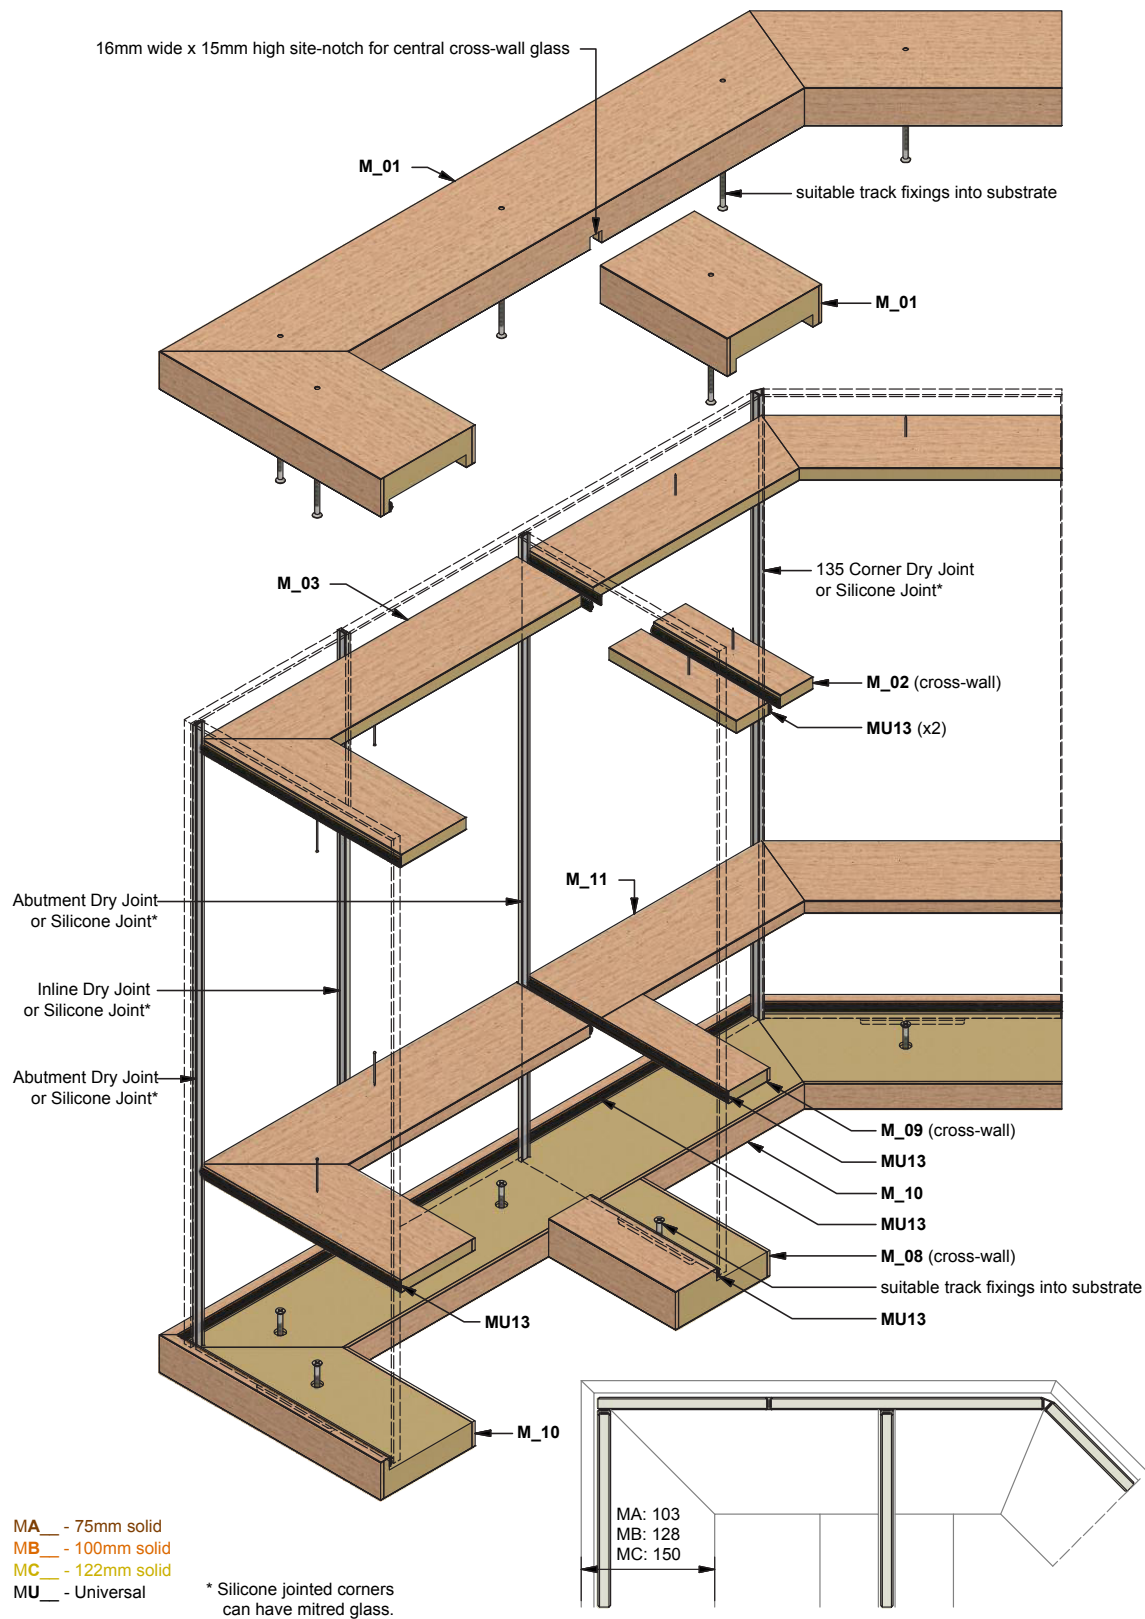 16mm wide x 15mm high site-notch for central cross-wall glass
M_01
suitable track fixings into substrate
M_01
M_03
135 Corner Dry Joint
or Silicone Joint*
M_02 (cross-wall)
MU13 (x2)
M_11
Abutment Dry Joint
or Silicone Joint*
Inline Dry Joint
or Silicone Joint*
Abutment Dry Joint
or Silicone Joint*
M_09 (cross-wall)
MU13
M_10
MU13
M_08 (cross-wall)
suitable track fixings into substrate
MU13
MU13
M_10
MA: 103
MB: 128
MC: 150
MA__ - 75mm solid
MB__ - 100mm solid
MC__ - 122mm solid
MU__ - Universal
* Silicone jointed corners
can have mitred glass.